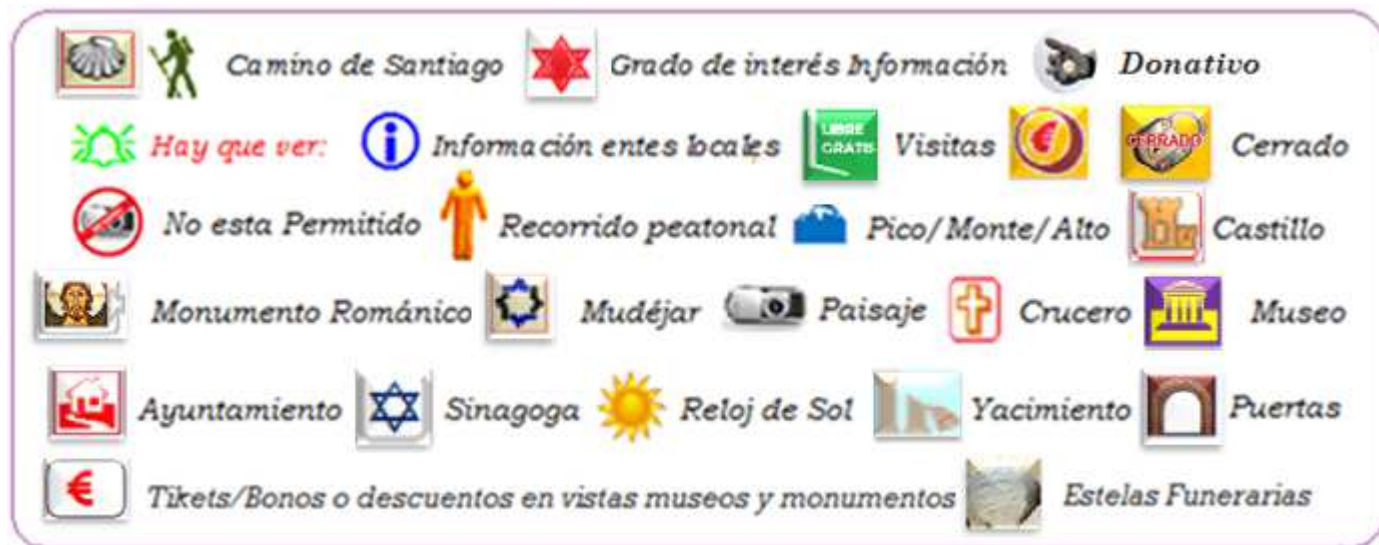 Camino de Santiago Grado de interés Información Donativo
Hay que ver: i Información entes locales LIBRE GRATIS Visitas € CERRADO Cerrado
No esta Permitido Recorrido peatonal Pico/Monte/Alto Castillo
Monumento Románico Mudéjar Paisaje Crucero Museo
Ayuntamiento Sinagoga Reloj de Sol Yacimiento Puertas
€ Tikets/Bonos o descuentos en vistas museos y monumentos Estelas Funerarias